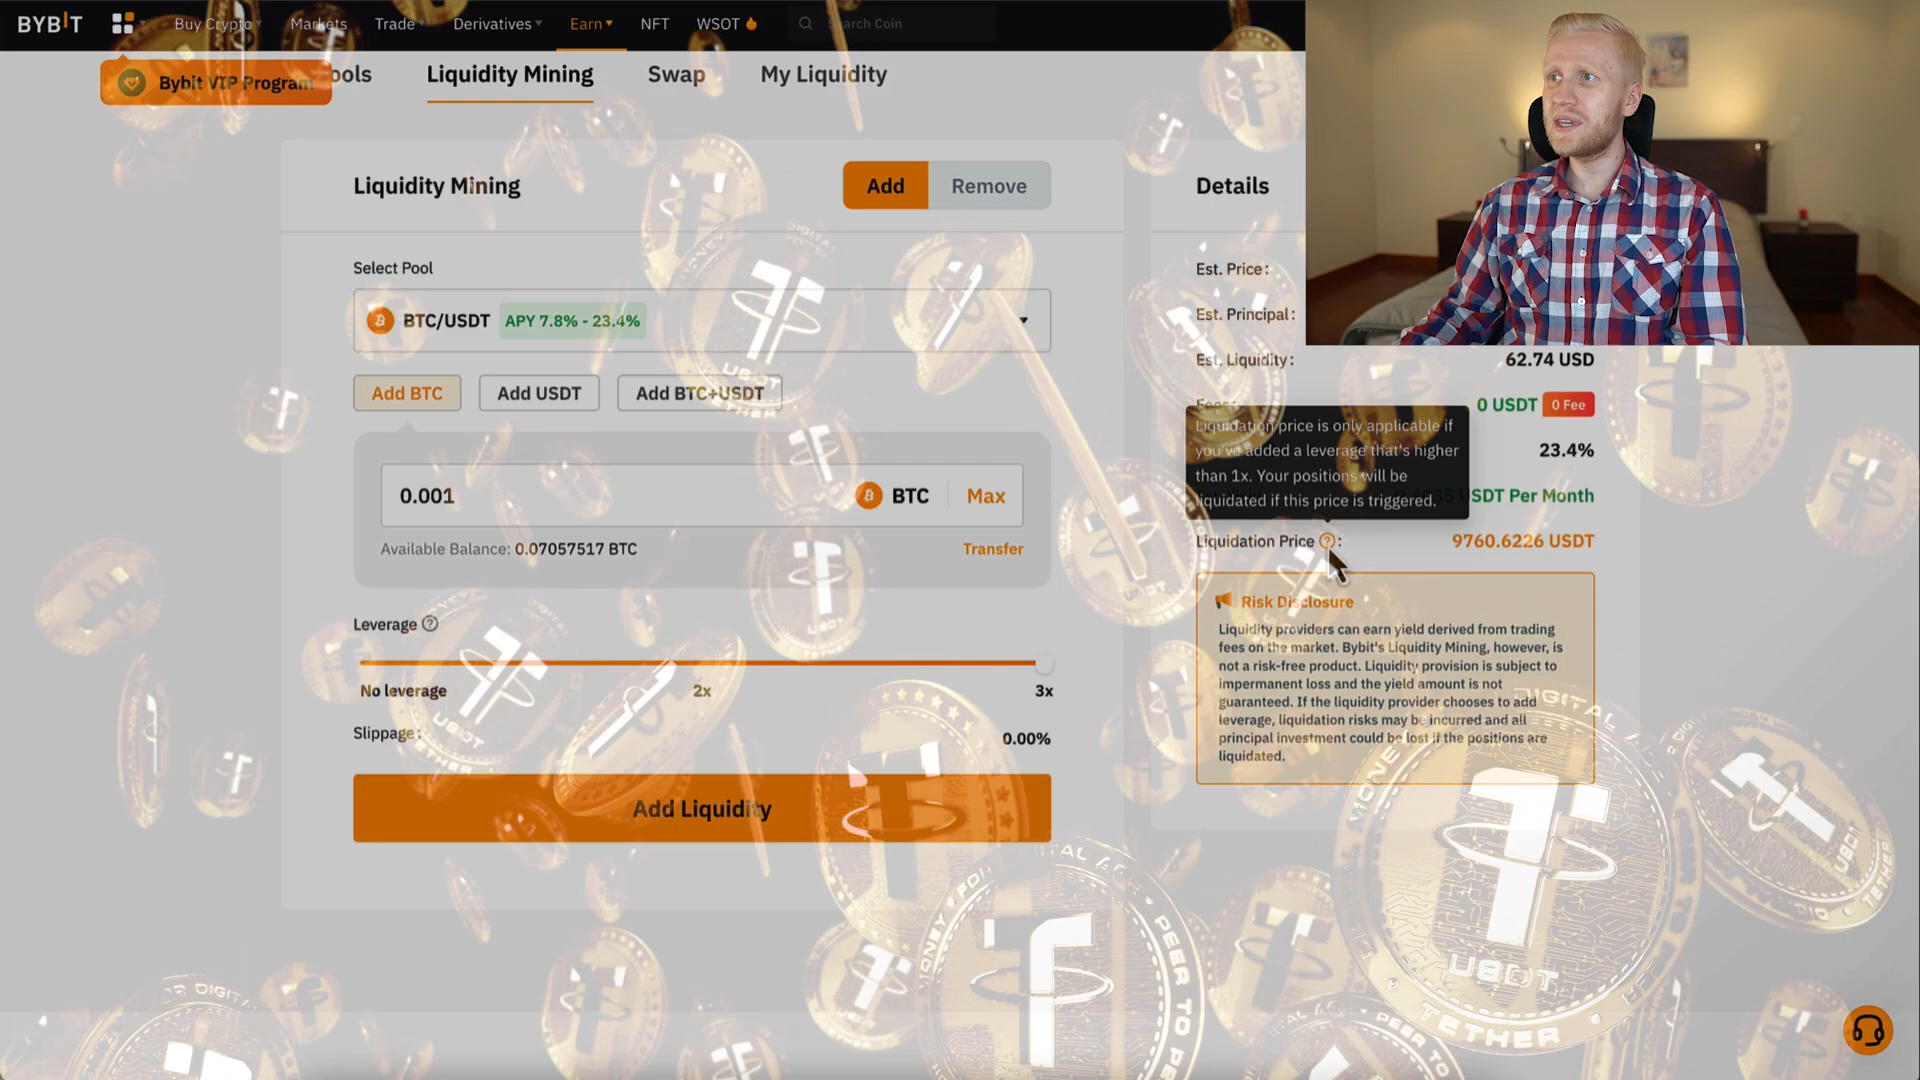 BYBIT
Buy Crypto
Markets
Trade
Derivatives
Earn
NFT
WSOT
Search Coin
Bybit VIP Program
ools
Liquidity Mining
Swap
My Liquidity
Liquidity Mining
Add
Remove
Select Pool
BTC/USDT APY 7.8% - 23.4%
Add BTC
Add USDT
Add BTC+USDT
0.001
BTC
Max
Available Balance: 0.07057517 BTC
Transfer
Leverage
No leverage
2x
3x
Slippage:
0.00%
Add Liquidity
Details
Est. Price:
Est. Principal:
Est. Liquidity:
62.74 USD
Fees:
0 USDT 0 Fee
Liquidation price is only applicable if
you've added a leverage that's higher
than 1x. Your positions will be
liquidated if this price is triggered.
23.4%
USDT Per Month
Liquidation Price :
9760.6226 USDT
Risk Disclosure
Liquidity providers can earn yield derived from trading
fees on the market. Bybit's Liquidity Mining, however, is
not a risk-free product. Liquidity provision is subject to
impermanent loss and the yield amount is not
guaranteed. If the liquidity provider chooses to add
leverage, liquidation risks may be incurred and all
principal investment could be lost if the positions are
liquidated.
USDT
TETHER